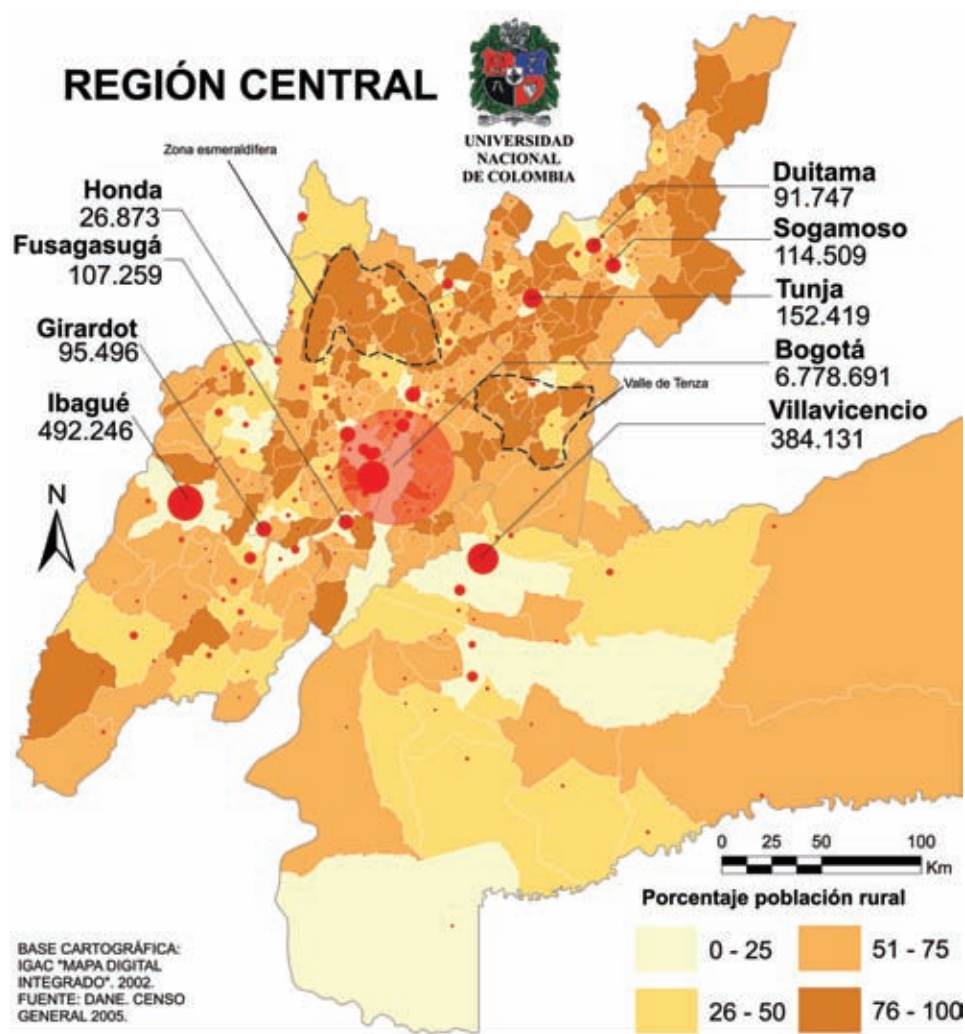 REGIÓN CENTRAL
UNIVERSIDAD
NACIONAL
DE COLOMBIA
Zona esmeraldífera
Honda
26.873
Fusagasugá
107.259
Girardot
95.496
Ibagué
492.246
Duitama
91.747
Sogamoso
114.509
Tunja
152.419
Bogotá
6.778.691
Valle de Tenza
Villavicencio
384.131
N
0 25 50 100
Km
Porcentaje población rural
0 - 25
51 - 75
26 - 50
76 - 100
BASE CARTOGRÁFICA:
IGAC "MAPA DIGITAL
INTEGRADO". 2002.
FUENTE: DANE. CENSO
GENERAL 2005.